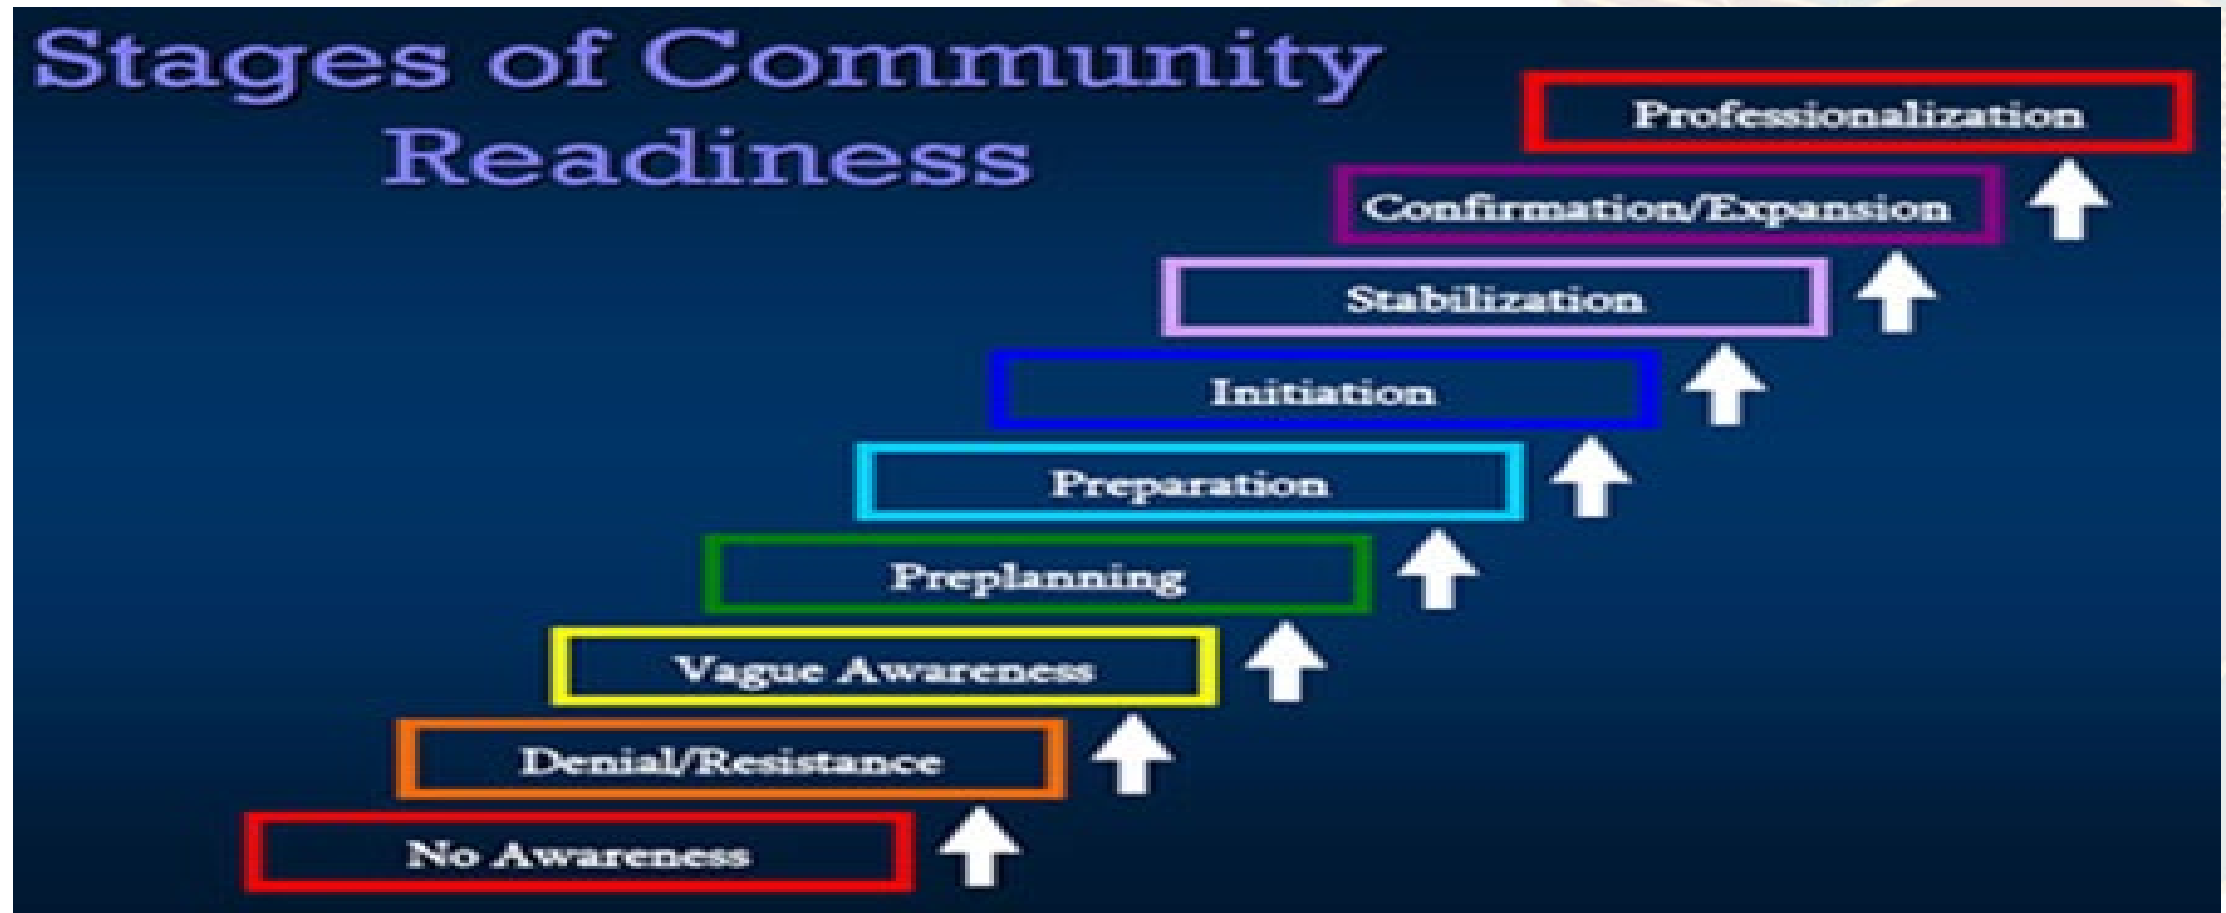 Stages of Community
Readiness
Professionalization
Confirmation/Expansion
Stabilization
Initiation
Preparation
Preplanning
Vague Awareness
Denial/Resistance
No Awareness